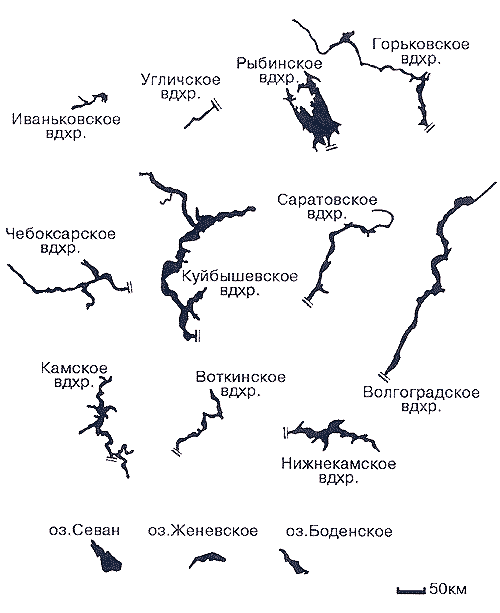 Горьковское
вдхр.
Рыбинское
вдхр.
Угличское
вдхр.
Иваньковское
вдхр.
Саратовское
вдхр.
Чебоксарское
вдхр.
Куйбышевское
вдхр.
Камское
вдхр.
Воткинское
вдхр.
Волгоградское
вдхр.
Нижнекамское
вдхр.
оз.Севан
оз.Женевское
оз.Боденское
50км